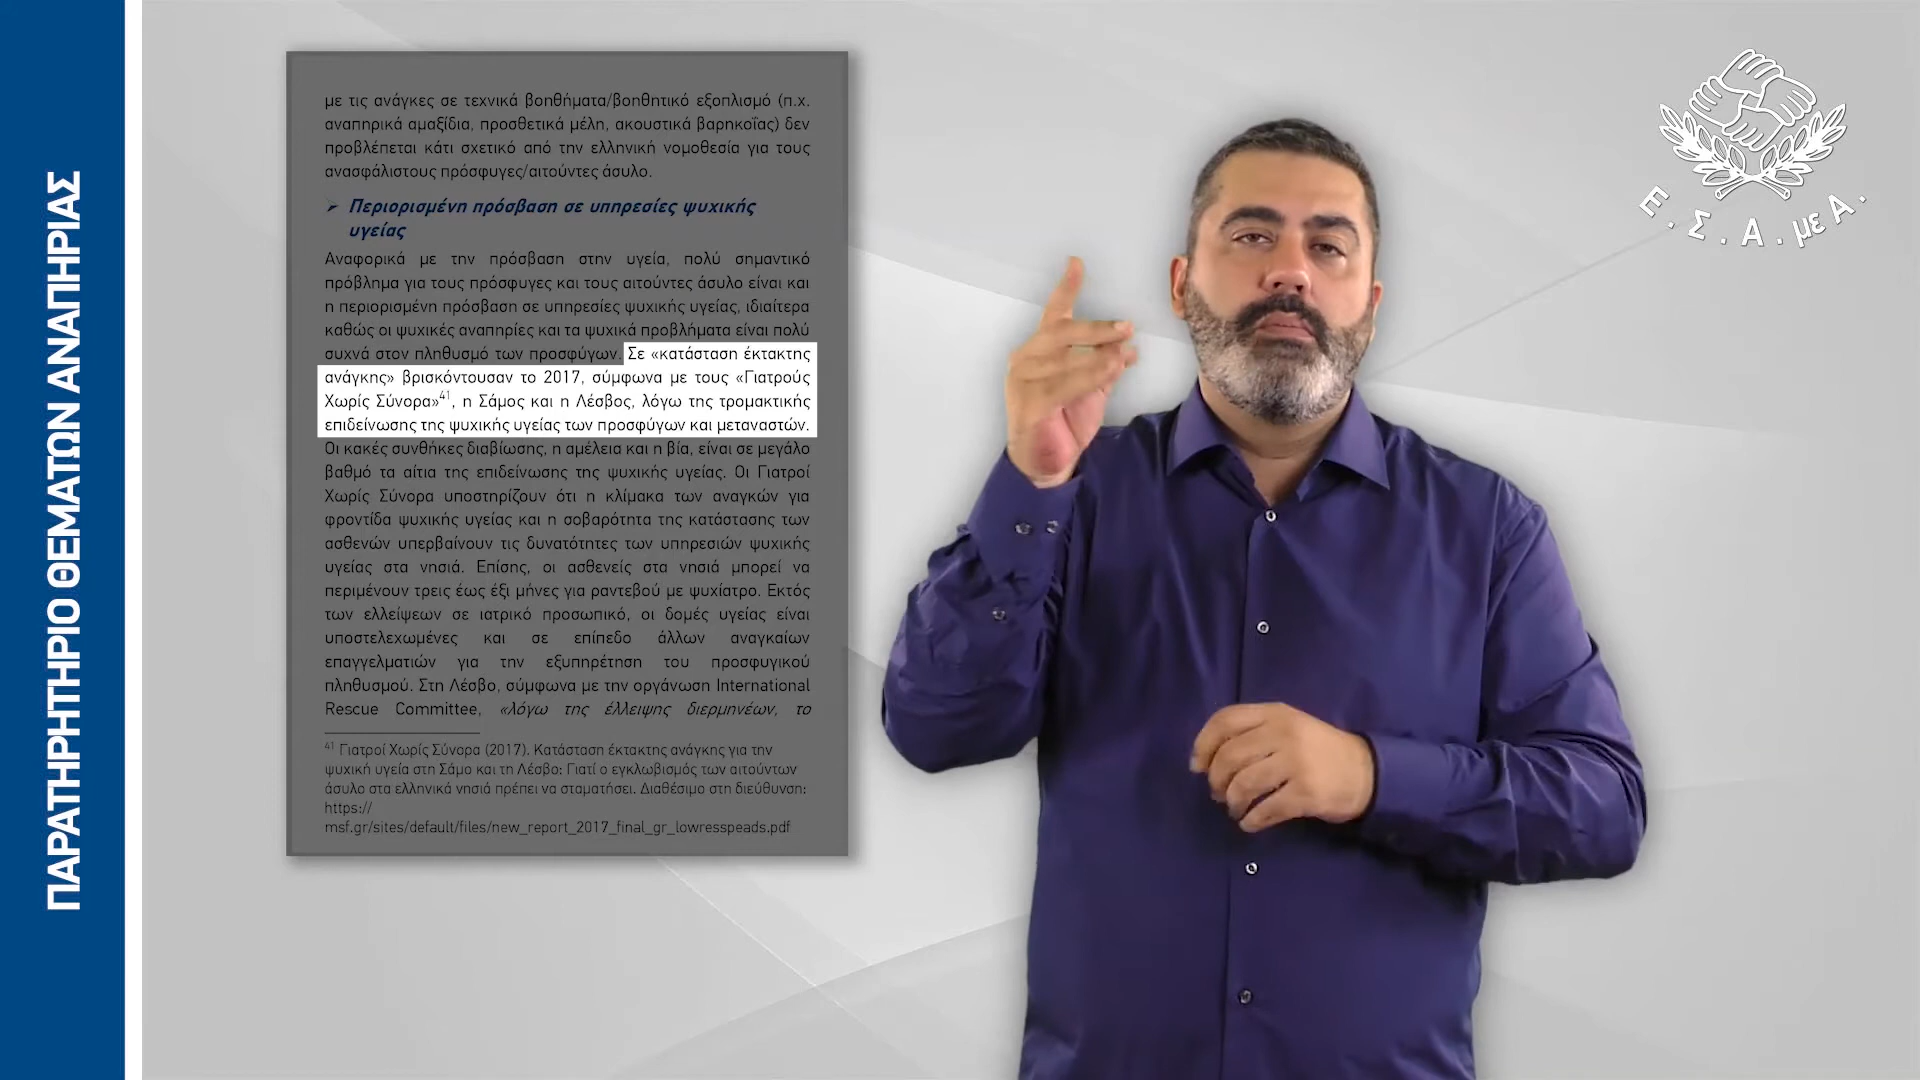 ΠΑΡΑΤΗΡΗΤΗΡΙΟ ΘΕΜΑΤΩΝ ΑΝΑΠΗΡΙΑΣ
με τις ανάγκες σε τεχνικά βοηθήματα/βοηθητικό εξοπλισμό (π.χ.
αναπηρικά αμαξίδια, προσθετικά μέλη, ακουστικά βαρηκοΐας) δεν
προβλέπεται κάτι σχετικό από την ελληνική νομοθεσία για τους
ανασφάλιστους πρόσφυγες/αιτούντες άσυλο.
➢ Περιορισμένη πρόσβαση σε υπηρεσίες ψυχικής
υγείας
Αναφορικά με την πρόσβαση στην υγεία, πολύ σημαντικό
πρόβλημα για τους πρόσφυγες και τους αιτούντες άσυλο είναι και
η περιορισμένη πρόσβαση σε υπηρεσίες ψυχικής υγείας, ιδιαίτερα
καθώς οι ψυχικές αναπηρίες και τα ψυχικά προβλήματα είναι πολύ
συχνά στον πληθυσμό των προσφύγων. Σε «κατάσταση έκτακτης
ανάγκης» βρισκόντουσαν το 2017, σύμφωνα με τους «Γιατρούς
Χωρίς Σύνορα»41, η Σάμος και η Λέσβος, λόγω της τρομακτικής
επιδείνωσης της ψυχικής υγείας των προσφύγων και μεταναστών.
Οι κακές συνθήκες διαβίωσης, η αμέλεια και η βία, είναι σε μεγάλο
βαθμό τα αίτια της επιδείνωσης της ψυχικής υγείας. Οι Γιατροί
Χωρίς Σύνορα υποστηρίζουν ότι η κλίμακα των αναγκών για
φροντίδα ψυχικής υγείας και η σοβαρότητα της κατάστασης των
ασθενών υπερβαίνουν τις δυνατότητες των υπηρεσιών ψυχικής
υγείας στα νησιά. Επίσης, οι ασθενείς στα νησιά μπορεί να
περιμένουν τρεις έως έξι μήνες για ραντεβού με ψυχίατρο. Εκτός
των ελλείψεων σε ιατρικό προσωπικό, οι δομές υγείας είναι
υποστελεχωμένες και σε επίπεδο άλλων αναγκαίων
επαγγελματιών για την εξυπηρέτηση του προσφυγικού
πληθυσμού. Στη Λέσβο, σύμφωνα με την οργάνωση International
Rescue Committee, «λόγω της έλλειψης διερμηνέων, το
41 Γιατροί Χωρίς Σύνορα (2017). Κατάσταση έκτακτης ανάγκης για την
ψυχική υγεία στη Σάμο και τη Λέσβο: Γιατί ο εγκλωβισμός των αιτούντων
άσυλο στα ελληνικά νησιά πρέπει να σταματήσει. Διαθέσιμο στη διεύθυνση:
https://
msf.gr/sites/default/files/new_report_2017_final_gr_lowresspeads.pdf
Ε.Σ.Α.μεΑ.